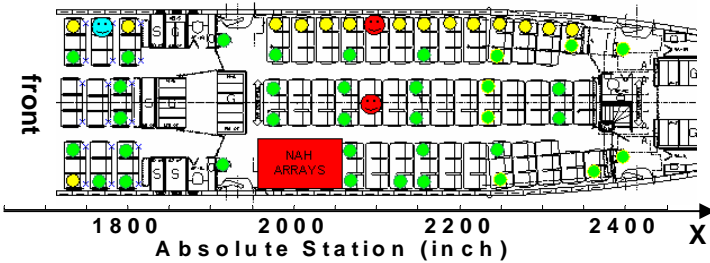 front
S G
S
G
G
S S
NAH
ARRAYS
1800 2000 2200 2400 X
Absolute Station (inch)